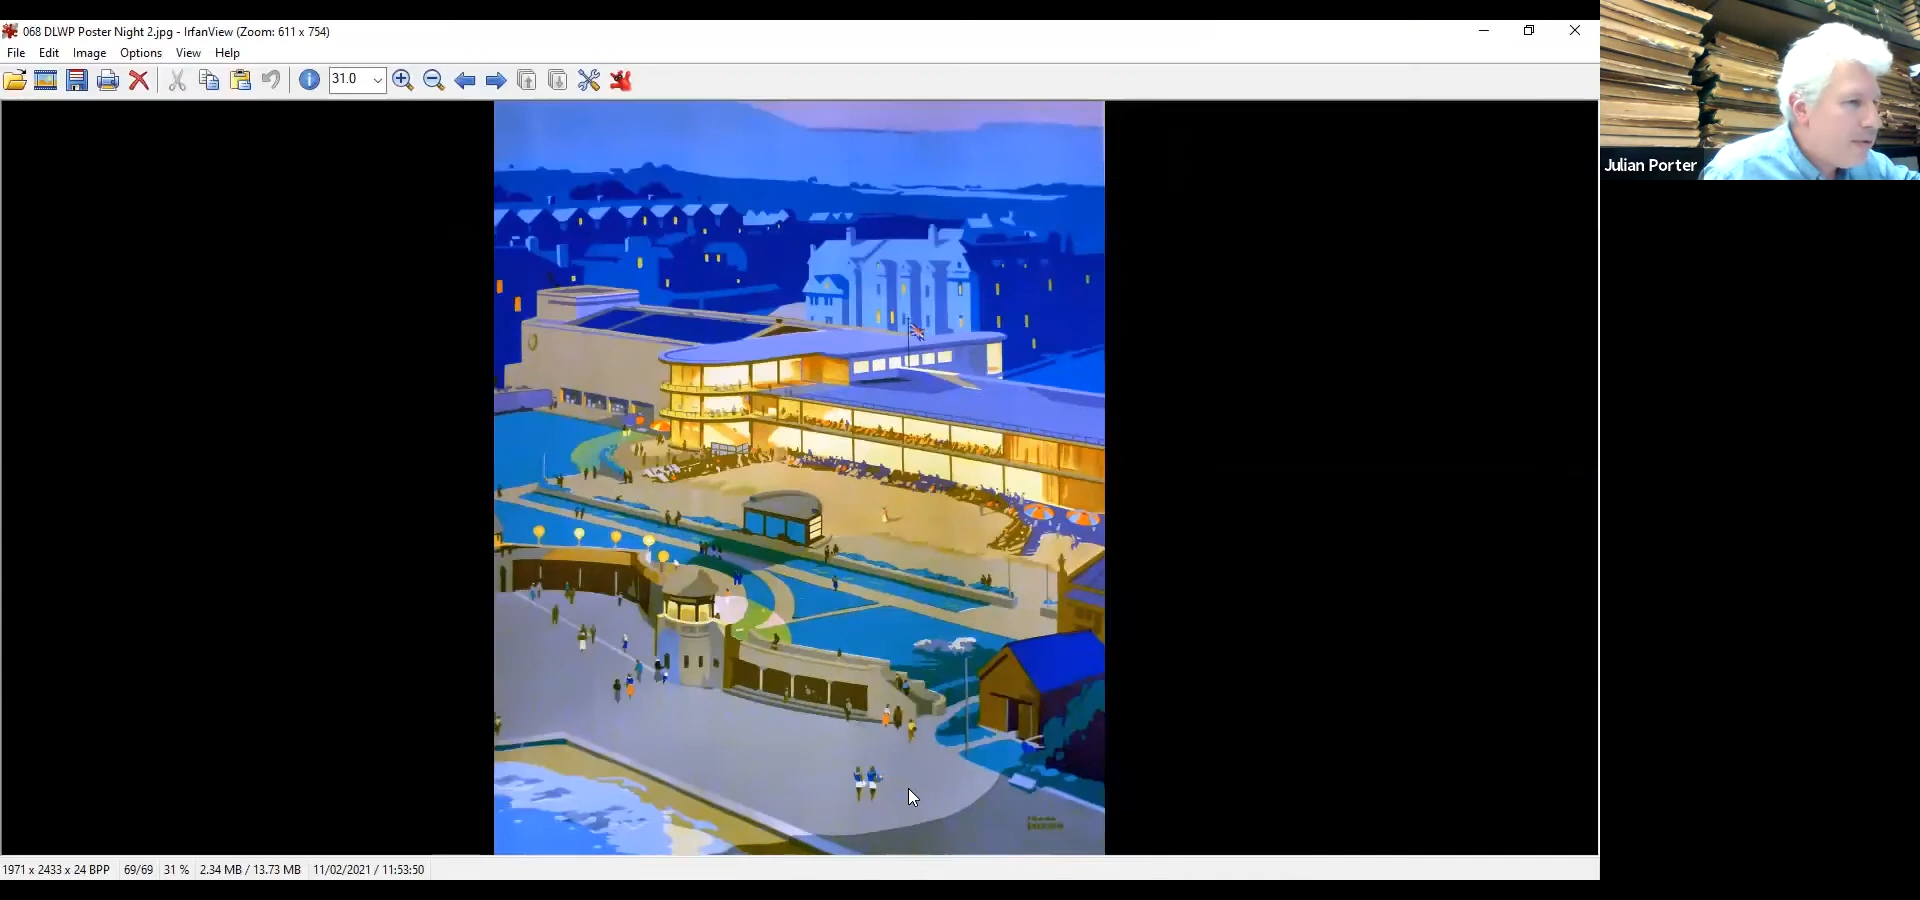 068 DLWP Poster Night 2.jpg - IrfanView (Zoom: 611 x 754)
File Edit Image Options View Help
31.0
Julian Porter
1971 x 2433 x 24 BPP 69/69 31 % 2.34 MB / 13.73 MB 11/02/2021 / 11:53:50